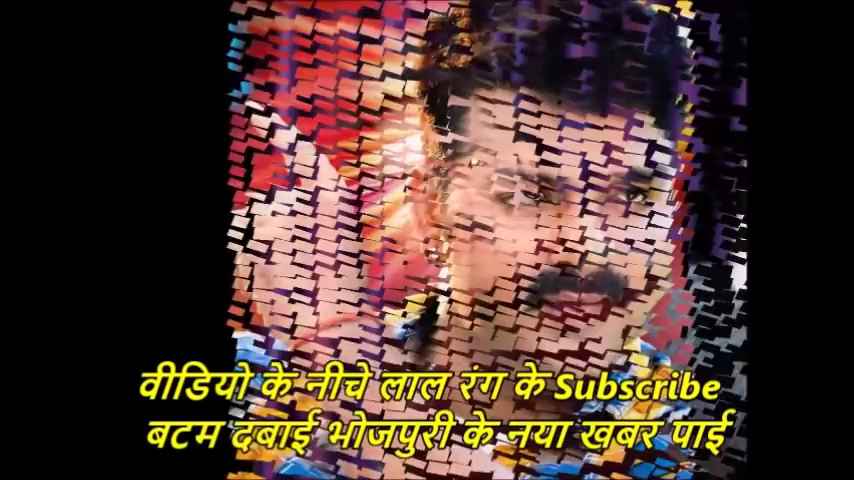 वीडियो के नीचे लाल रंग के Subscribe
बटम दबाई भोजपुरी के नया खबर पाई